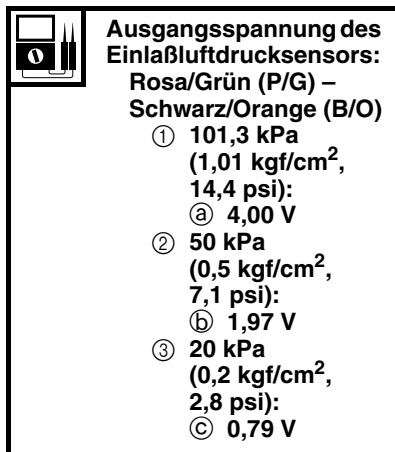 Ausgangsspannung des
Einlaßluftdrucksensors:
Rosa/Grün (P/G) –
Schwarz/Orange (B/O)
① 101,3 kPa
(1,01 kgf/cm²,
14,4 psi):
ⓐ 4,00 V
② 50 kPa
(0,5 kgf/cm²,
7,1 psi):
ⓑ 1,97 V
③ 20 kPa
(0,2 kgf/cm²,
2,8 psi):
ⓒ 0,79 V